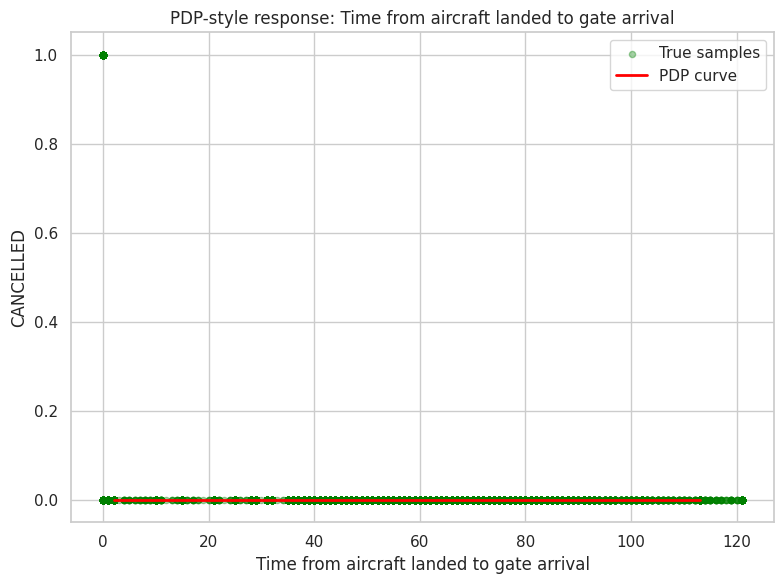 PDP-style response: Time from aircraft landed to gate arrival
True samples
PDP curve
CANCELLED
1.0
0.8
0.6
0.4
0.2
0.0
0 20 40 60 80 100 120
Time from aircraft landed to gate arrival